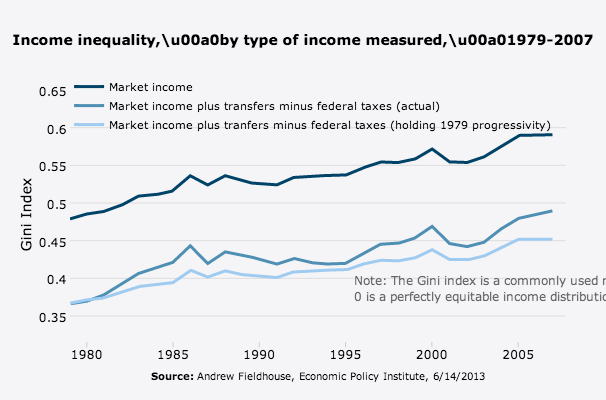 Income inequality,\u00a0by type of income measured,\u00a01979-2007
0.65
Market income
Market income plus transfers minus federal taxes (actual)
Market income plus tranfers minus federal taxes (holding 1979 progressivity)
0.6
0.55
0.5
0.45
0.4
0.35
Gini Index
Note: The Gini index is a commonly used
0 is a perfectly equitable income
1980
1985
1990
1995
2000
2005
Source: Andrew Fieldhouse, Economic Policy Institute, 6/14/2013